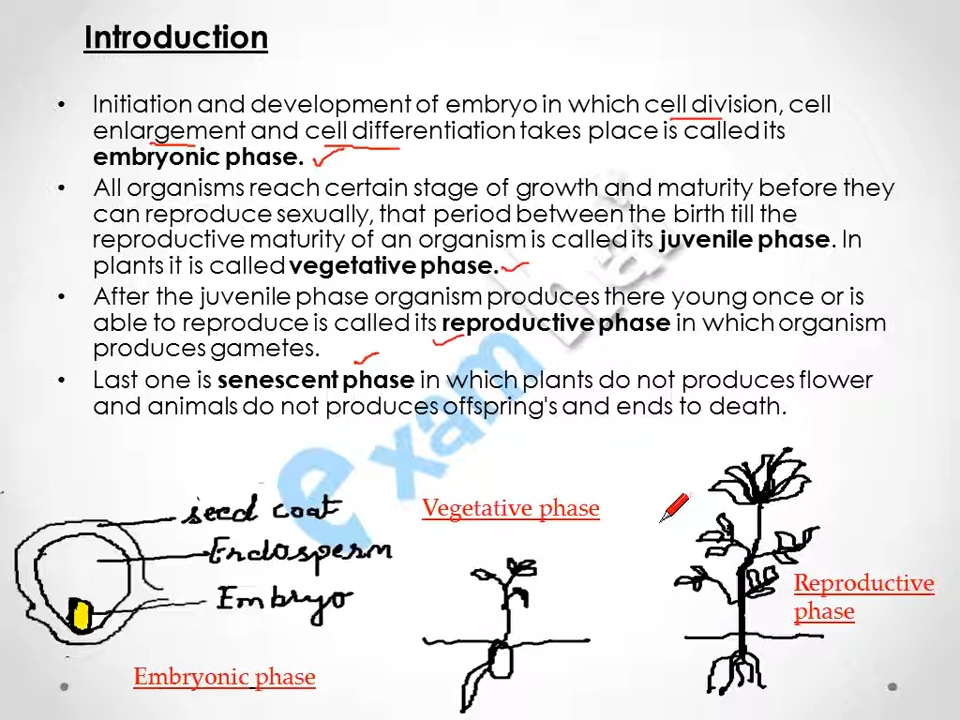 Introduction
• Initiation and development of embryo in which cell division, cell
enlargement and cell differentiation takes place is called its
embryonic phase.
• All organisms reach certain stage of growth and maturity before they
can reproduce sexually, that period between the birth till the
reproductive maturity of an organism is called its juvenile phase. In
plants it is called vegetative phase.
• After the juvenile phase organism produces there young once or is
able to reproduce is called its reproductive phase in which organism
produces gametes.
• Last one is senescent phase in which plants do not produces flower
and animals do not produces offspring's and ends to death.
examhai
seed coat
Endosperm
Embryo
Embryonic phase
Vegetative phase
Reproductive
phase